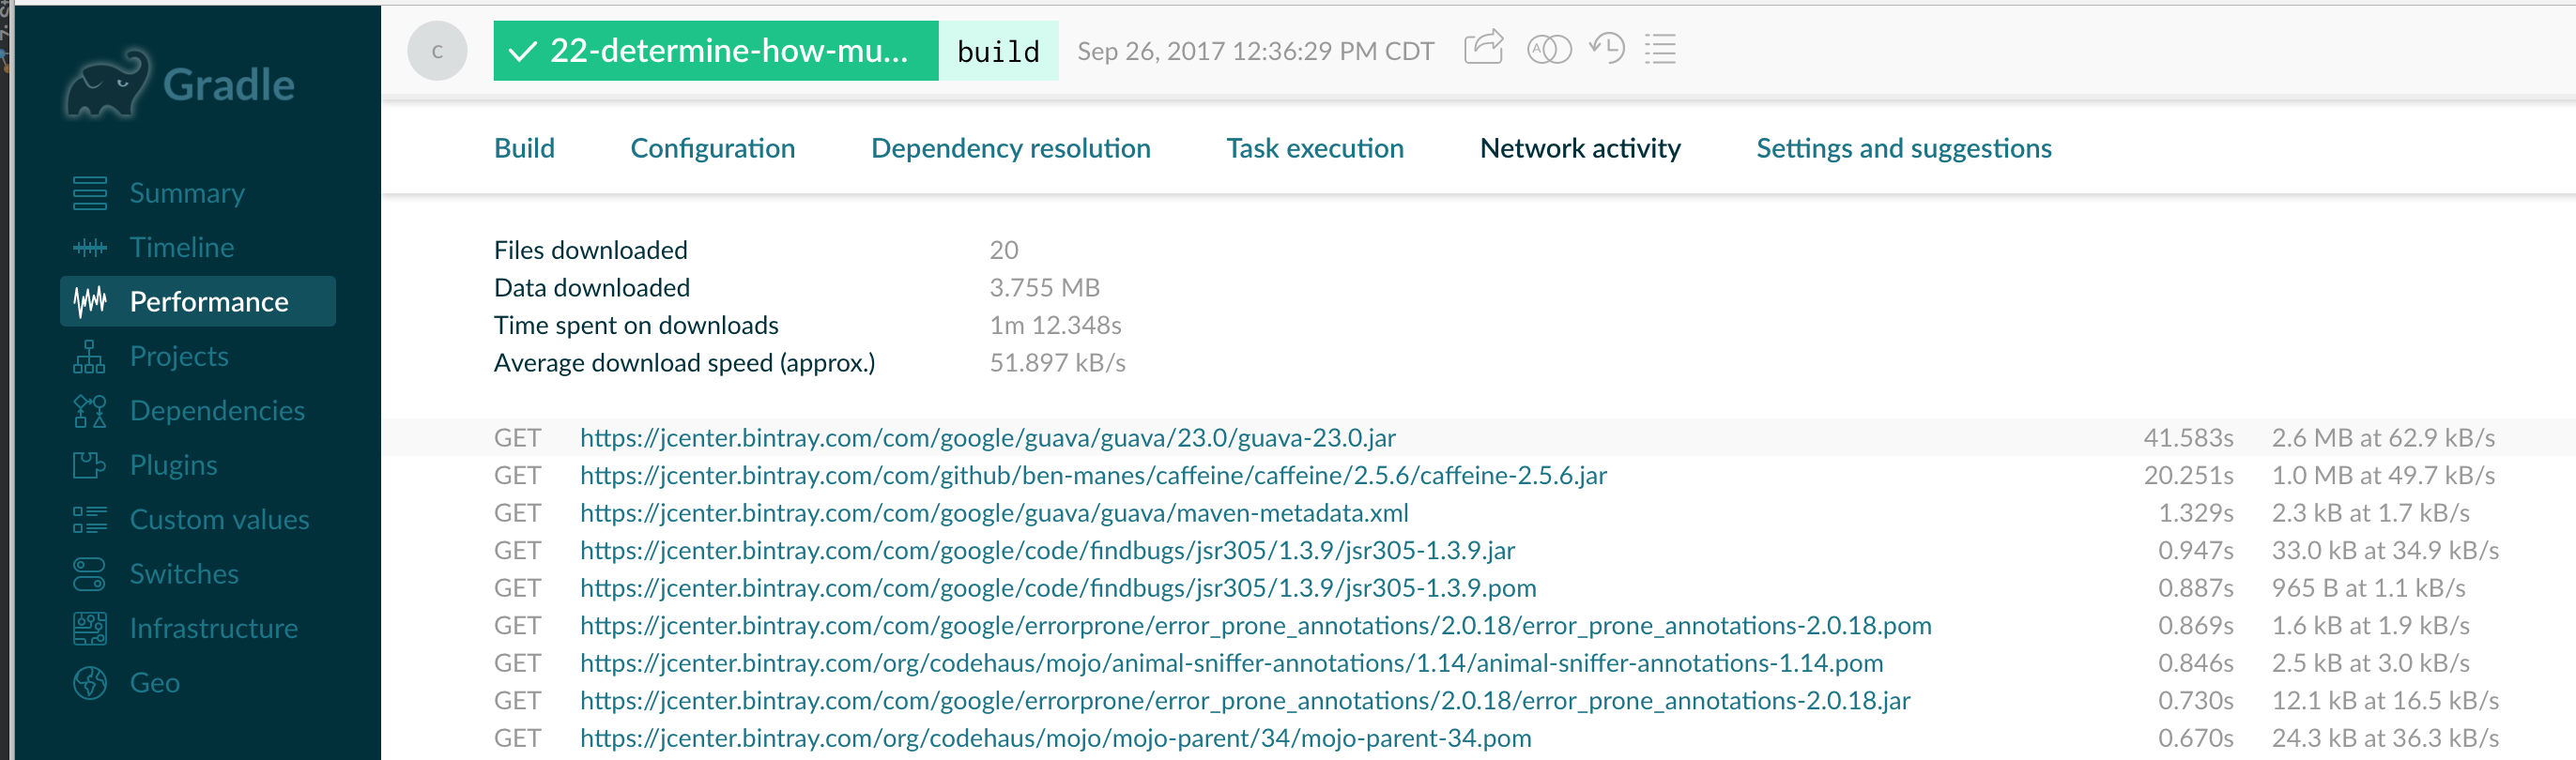 C
22-determine-how-mu... build Sep 26, 2017 12:36:29 PM CDT
Gradle
Build Configuration Dependency resolution Task execution Network activity Settings and suggestions
Summary
Timeline
Performance
Projects
Dependencies
Plugins
Custom values
Switches
Infrastructure
Geo
Files downloaded 20
Data downloaded 3.755 MB
Time spent on downloads 1m 12.348s
Average download speed (approx.) 51.897 kB/s
GET https://jcenter.bintray.com/com/google/guava/guava/23.0/guava-23.0.jar 41.583s 2.6 MB at 62.9 kB/s
GET https://jcenter.bintray.com/com/github/ben-manes/caffeine/caffeine/2.5.6/caffeine-2.5.6.jar 20.251s 1.0 MB at 49.7 kB/s
GET https://jcenter.bintray.com/com/google/guava/guava/maven-metadata.xml 1.329s 2.3 kB at 1.7 kB/s
GET https://jcenter.bintray.com/com/google/code/findbugs/jsr305/1.3.9/jsr305-1.3.9.jar 0.947s 33.0 kB at 34.9 kB/s
GET https://jcenter.bintray.com/com/google/code/findbugs/jsr305/1.3.9/jsr305-1.3.9.pom 0.887s 965 B at 1.1 kB/s
GET https://jcenter.bintray.com/com/google/errorprone/error_prone_annotations/2.0.18/error_prone_annotations-2.0.18.pom 0.869s 1.6 kB at 1.9 kB/s
GET https://jcenter.bintray.com/org/codehaus/mojo/animal-sniffer-annotations/1.14/animal-sniffer-annotations-1.14.pom 0.846s 2.5 kB at 3.0 kB/s
GET https://jcenter.bintray.com/com/google/errorprone/error_prone_annotations/2.0.18/error_prone_annotations-2.0.18.jar 0.730s 12.1 kB at 16.5 kB/s
GET https://jcenter.bintray.com/org/codehaus/mojo/mojo-parent/34/mojo-parent-34.pom 0.670s 24.3 kB at 36.3 kB/s